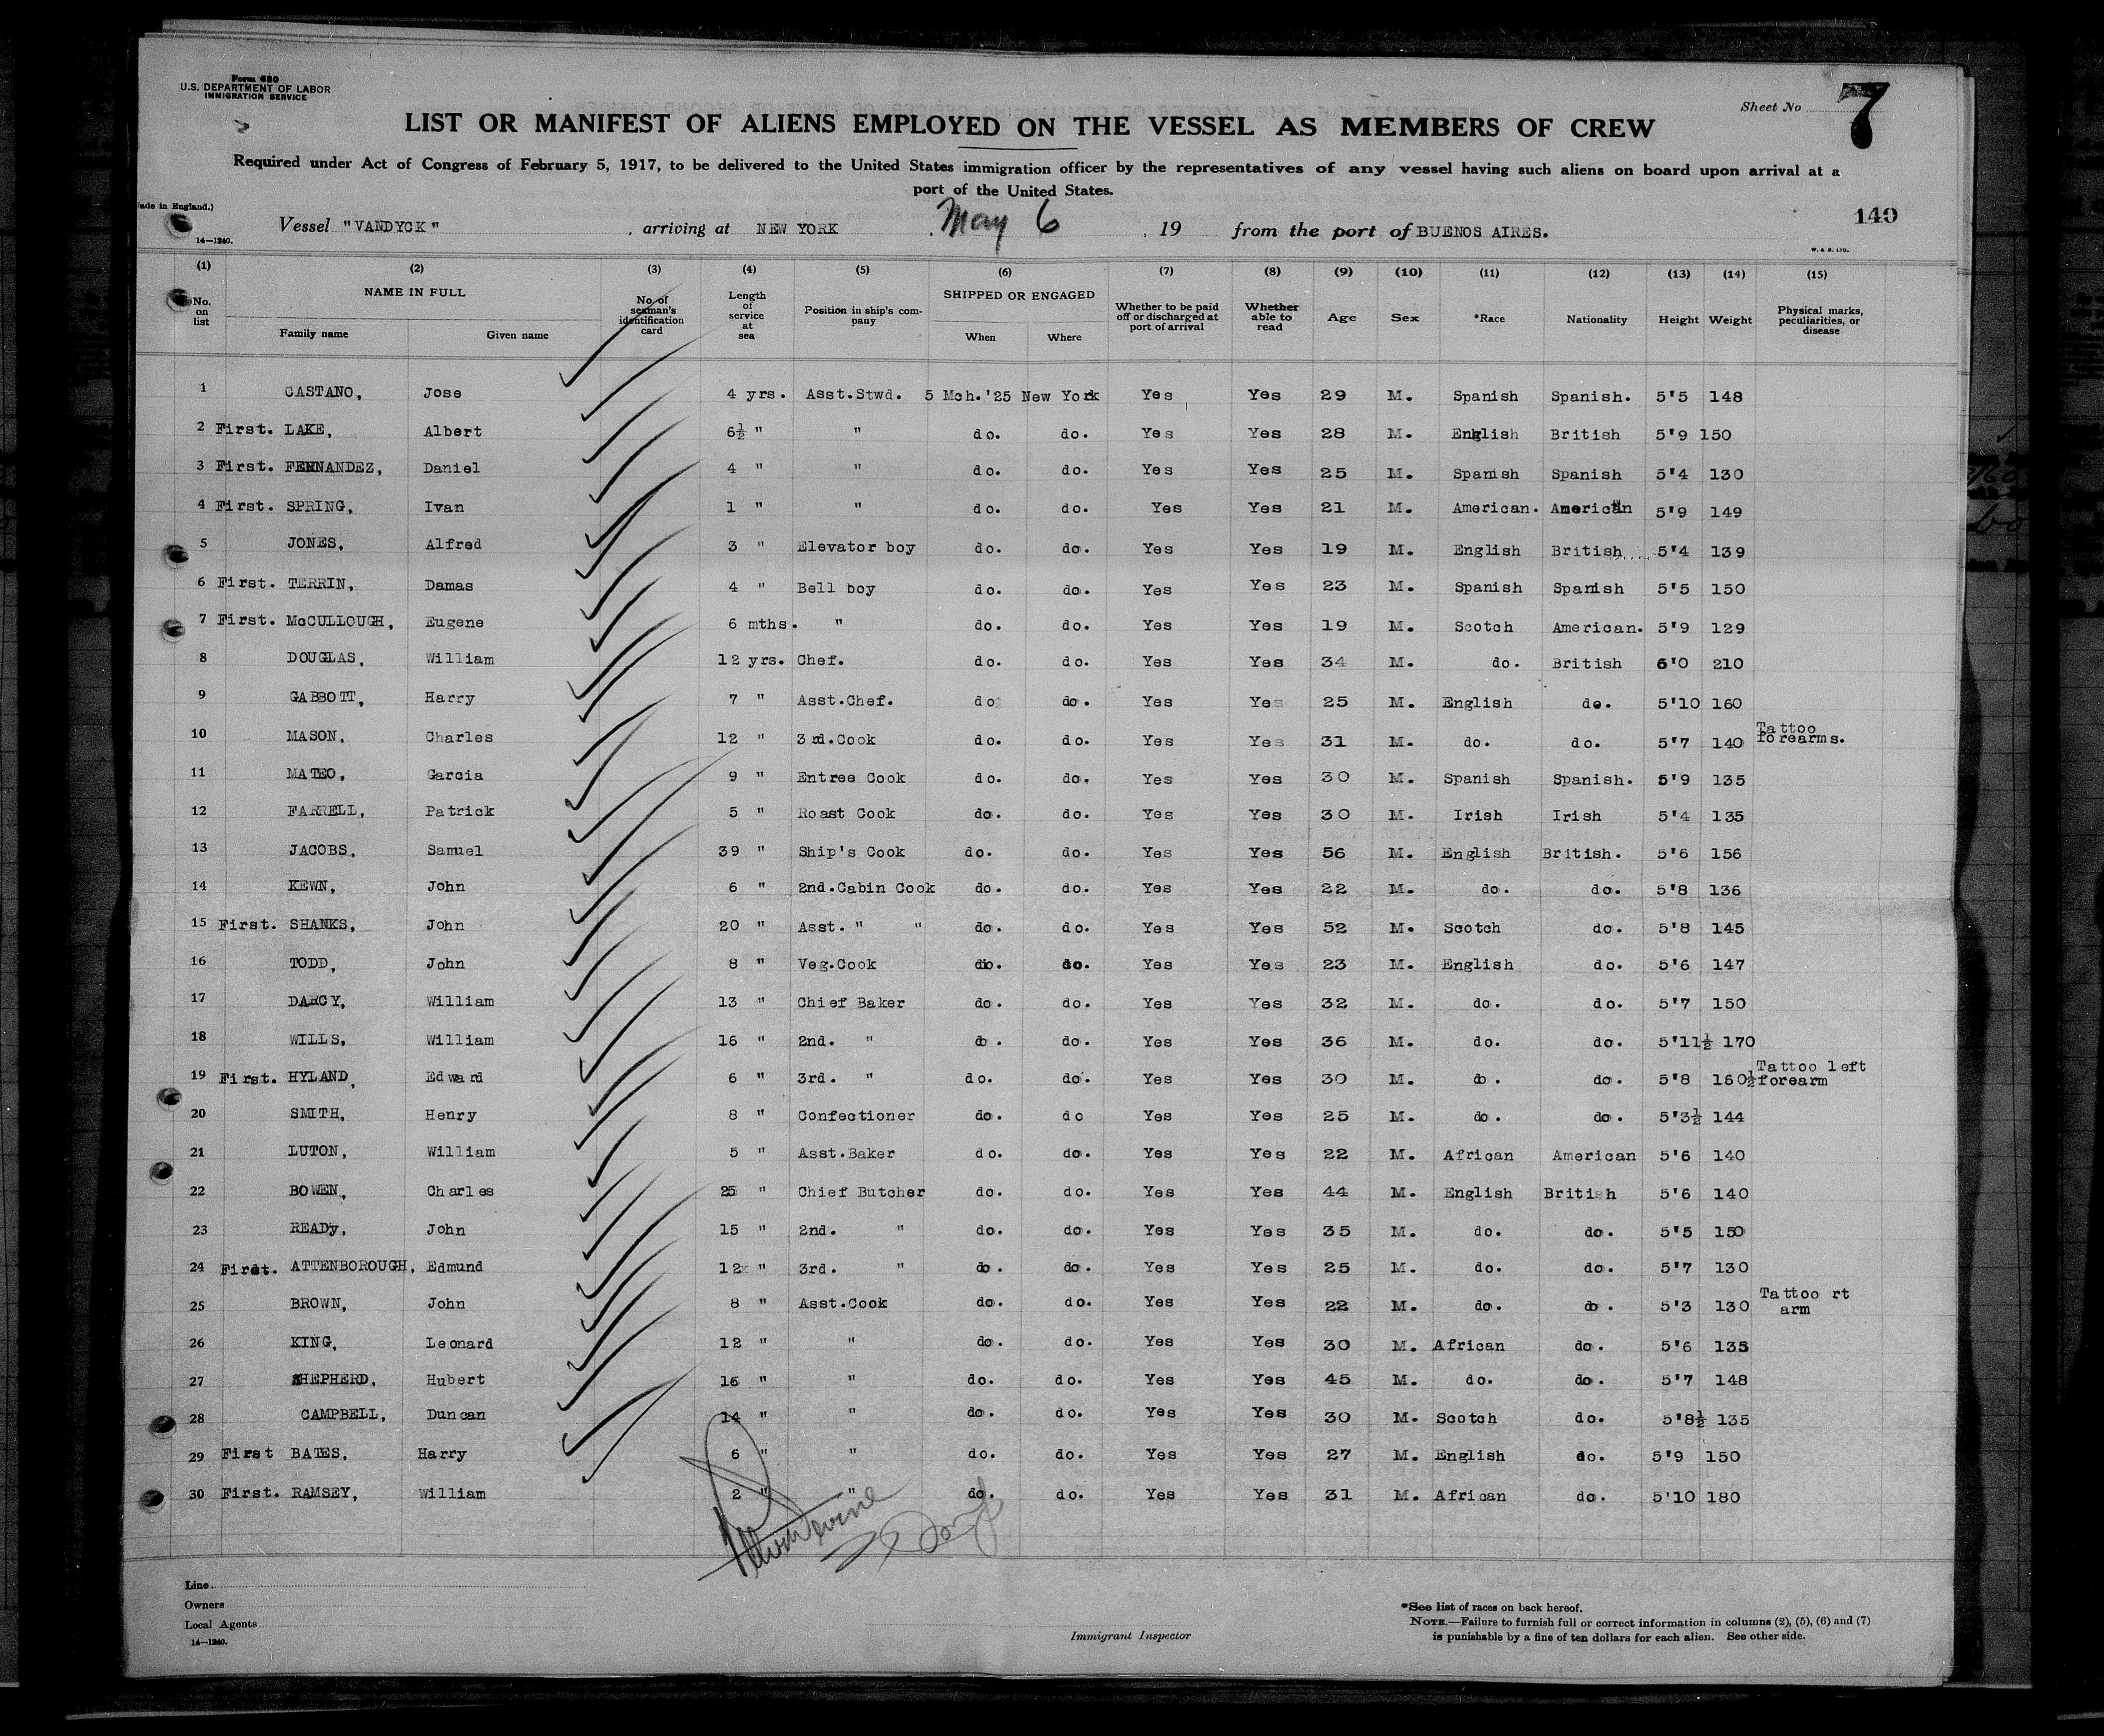 Form 680
U.S. DEPARTMENT OF LABOR
IMMIGRATION SERVICE
Sheet No 7
LIST OR MANIFEST OF ALIENS EMPLOYED ON THE VESSEL AS MEMBERS OF CREW
Required under Act of Congress of February 5, 1917, to be delivered to the United States immigration officer by the representatives of any vessel having such aliens on board upon arrival at a
port of the United States.
ade in England.)
14—1240.
Vessel "VANDYCK" , arriving at NEW YORK , May 6 , 19 from the port of BUENOS AIRES.
140
W. & S. LTD.
(1) (2) (3) (4) (5) (6) (7) (8) (9) (10) (11) (12) (13) (14) (15)
No. on list NAME IN FULL Family name Given name No. of seaman's identification card Length of service at sea Position in ship's company SHIPPED OR ENGAGED When Where Whether to be paid off or discharged at port of arrival Whether able to read Age Sex *Race Nationality Height Weight Physical marks, peculiarities, or disease
1 CASTANO, Jose 4 yrs. Asst.Stwd. 5 Mch.'25 New York Yes Yes 29 M. Spanish Spanish. 5'5 148
2 First. LAKE, Albert 6½ " " do. do. Yes Yes 28 M. English British 5'9 150
3 First. FERNANDEZ, Daniel 4 " " do. do. Yes Yes 25 M. Spanish Spanish 5'4 130
4 First. SPRING, Ivan 1 " " do. do. Yes Yes 21 M. American. American 5'9 149
5 JONES, Alfred 3 " Elevator boy do. do. Yes Yes 19 M. English British 5'4 139
6 First. TERRIN, Damas 4 " Bell boy do. do. Yes Yes 23 M. Spanish Spanish 5'5 150
7 First. McCULLOUGH, Eugene 6 mths. " do. do. Yes Yes 19 M. Scotch American. 5'9 129
8 DOUGLAS, William 12 yrs. Chef. do. do. Yes Yes 34 M. do. British 6'0 210
9 GABBOTT, Harry 7 " Asst.Chef. do do. Yes Yes 25 M. English do. 5'10 160
10 MASON, Charles 12 " 3rd.Cook do. do. Yes Yes 31 M. do. do. 5'7 140 Tattoo forearms.
11 MATEO, Garcia 9 " Entree Cook do. do. Yes Yes 30 M. Spanish Spanish. 5'9 135
12 FARRELL, Patrick 5 " Roast Cook do. do. Yes Yes 30 M. Irish Irish 5'4 135
13 JACOBS, Samuel 39 " Ship's Cook do. do. Yes Yes 56 M. English British. 5'6 156
14 KEWN, John 6 " 2nd.Cabin Cook do. do. Yes Yes 22 M. do. do. 5'8 136
15 First. SHANKS, John 20 " Asst. " " do. do. Yes Yes 52 M. Scotch do. 5'8 145
16 TODD, John 8 " Veg.Cook do. do. Yes Yes 23 M. English do. 5'6 147
17 DARCY, William 13 " Chief Baker do. do. Yes Yes 32 M. do. do. 5'7 150
18 WILLS, William 16 " 2nd. " do. do. Yes Yes 36 M. do. do. 5'11½ 170
19 First. HYLAND, Edward 6 " 3rd. " do. do. Yes Yes 30 M. do. do. 5'8 150½ Tattoo left forearm
20 SMITH, Henry 8 " Confectioner do. do Yes Yes 25 M. do. do. 5'3½ 144
21 LUTON, William 5 " Asst.Baker do. do. Yes Yes 22 M. African American 5'6 140
22 BOWEN, Charles 25 " Chief Butcher do. do. Yes Yes 44 M. English British 5'6 140
23 READy, John 15 " 2nd. " do. do. Yes Yes 35 M. do. do. 5'5 150
24 First. ATTENBOROUGH, Edmund 12 " 3rd. " do. do. Yes Yes 25 M. do. do. 5'7 130
25 BROWN, John 8 " Asst.Cook do. do. Yes Yes 22 M. do. do. 5'3 130 Tattoo rt arm
26 KING, Leonard 12 " " do. do. Yes Yes 30 M. African do. 5'6 135
27 SHEPHERD, Hubert 16 " " do. do. Yes Yes 45 M. do. do. 5'7 148
28 CAMPBELL, Duncan 14 " " do. do. Yes Yes 30 M. Scotch do. 5'8½ 135
29 First BATES, Harry 6 " " do. do. Yes Yes 27 M. English do. 5'9 150
30 First. RAMSEY, William 2 " " do. do. Yes Yes 31 M. African do. 5'10 180
Line
Owners
Local Agents
14—1240.
Immigrant Inspector
*See list of races on back hereof.
NOTE.—Failure to furnish full or correct information in columns (2), (5), (6) and (7)
is punishable by a fine of ten dollars for each alien. See other side.